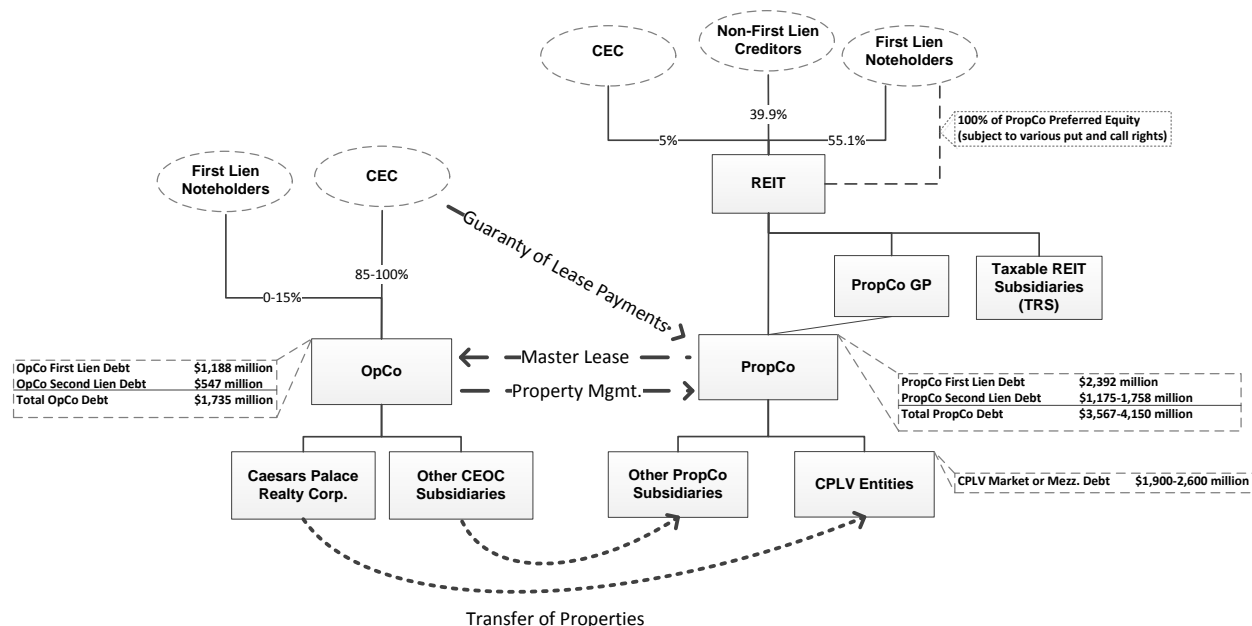 CEC
Non-First Lien
Creditors
First Lien
Noteholders
39.9%
5%
55.1%
100% of PropCo Preferred Equity
(subject to various put and call rights)
REIT
First Lien
Noteholders
CEC
Guaranty of Lease Payments
85-100%
0-15%
PropCo GP
Taxable REIT
Subsidiaries
(TRS)
OpCo First Lien Debt $1,188 million
OpCo Second Lien Debt $547 million
Total OpCo Debt $1,735 million
OpCo
Master Lease
Property Mgmt.
PropCo
PropCo First Lien Debt $2,392 million
PropCo Second Lien Debt $1,175-1,758 million
Total PropCo Debt $3,567-4,150 million
Caesars Palace
Realty Corp.
Other CEOC
Subsidiaries
Other PropCo
Subsidiaries
CPLV Entities
CPLV Market or Mezz. Debt $1,900-2,600 million
Transfer of Properties